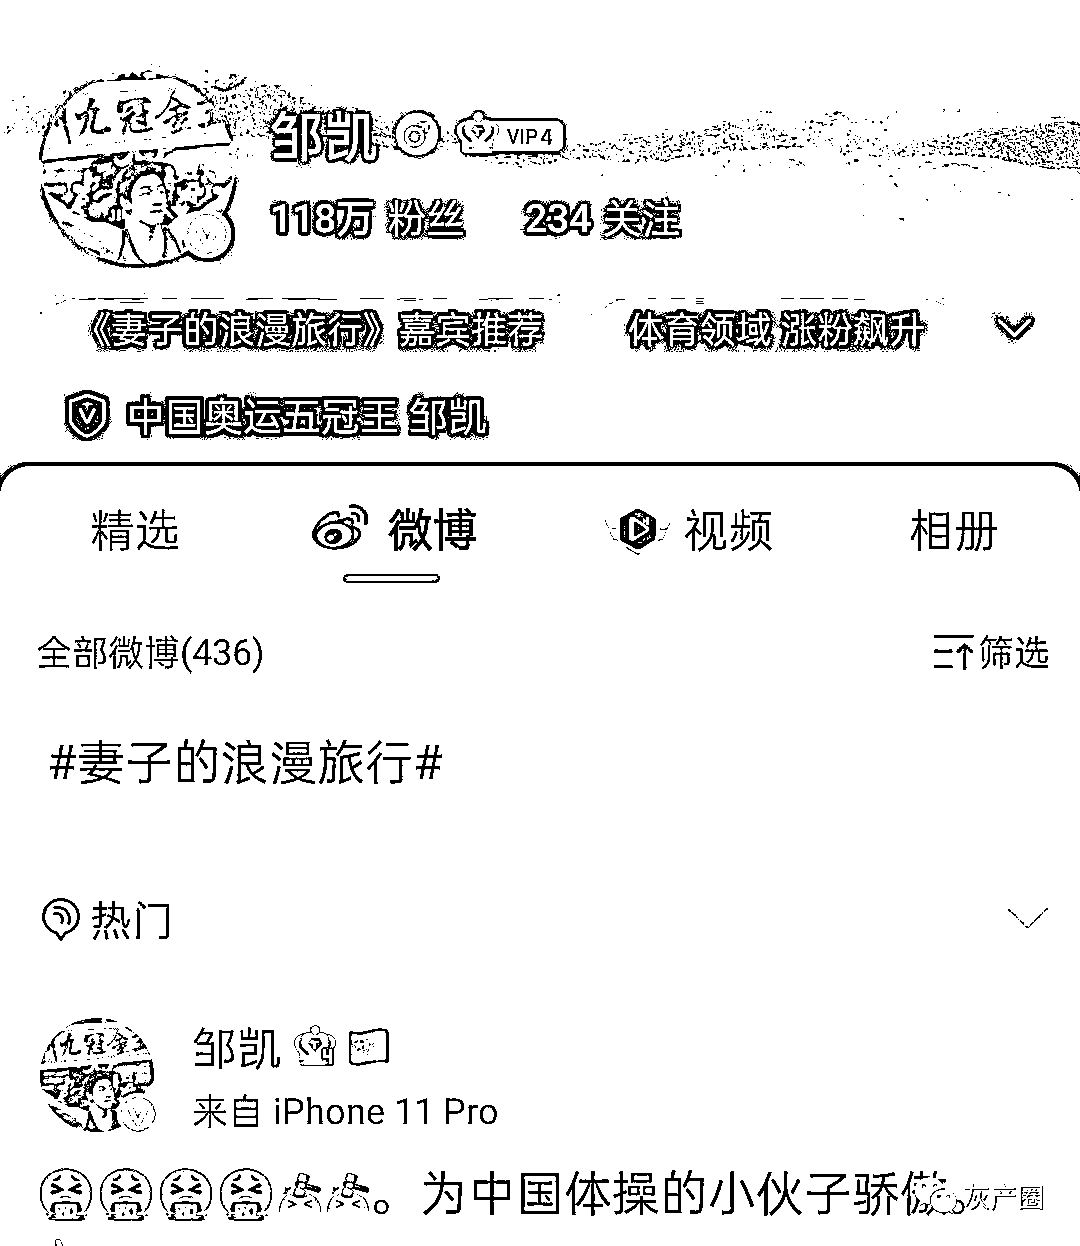 九冠金王
邹凯 VIP4
118万 粉丝 234 关注
《妻子的浪漫旅行》嘉宾推荐 体育领域 涨粉飙升
中国奥运五冠王 邹凯
精选 微博 视频 相册
全部微博(436) 筛选
#妻子的浪漫旅行#
热门
九冠金
邹凯
来自 iPhone 11 Pro
。为中国体操的小伙子骄傲。
灰产圈